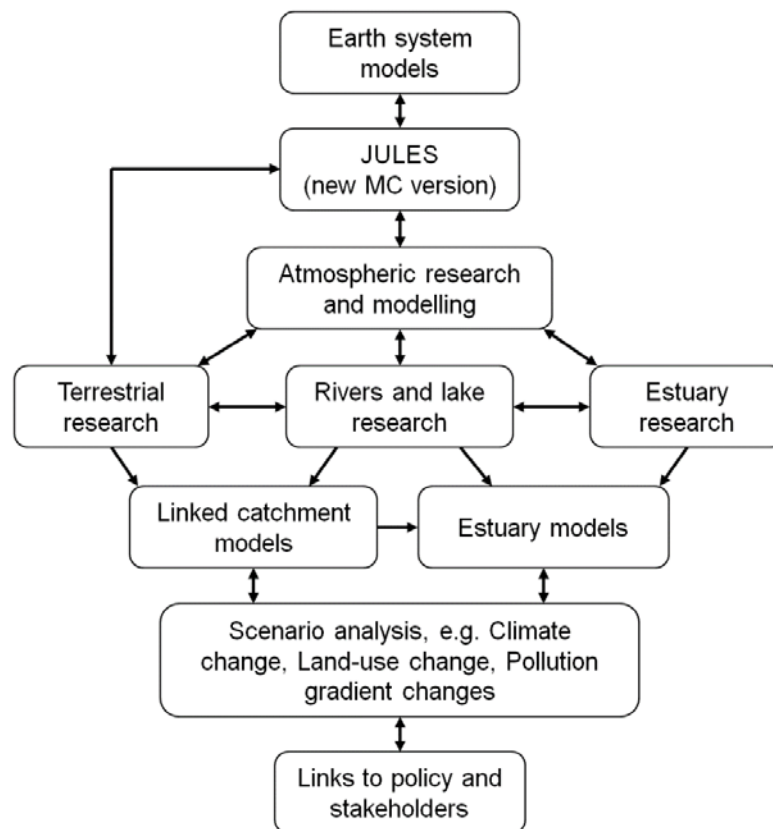 Earth system
models
JULES
(new MC version)
Atmospheric research
and modelling
Terrestrial
research
Rivers and lake
research
Estuary
research
Linked catchment
models
Estuary models
Scenario analysis, e.g. Climate
change, Land-use change, Pollution
gradient changes
Links to policy and
stakeholders